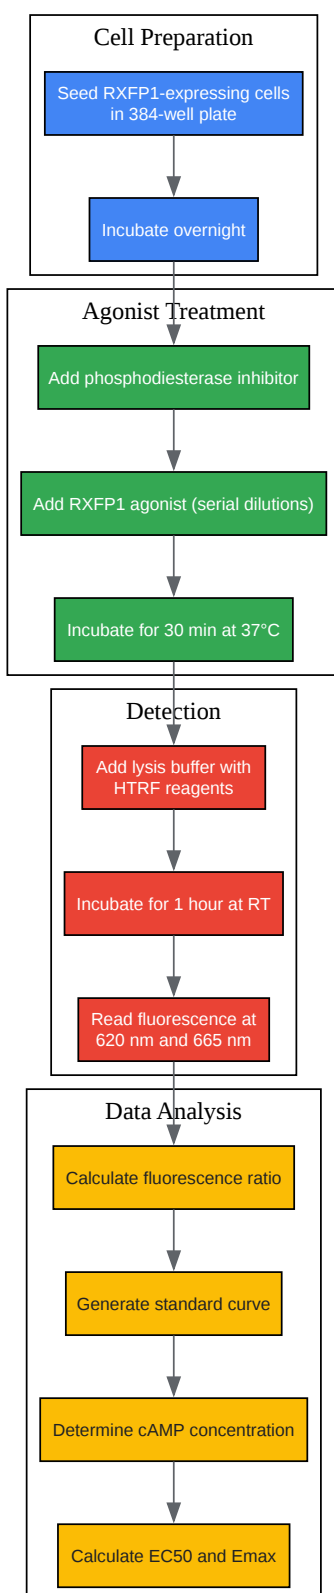 Cell Preparation
Seed RXFP1-expressing cells
in 384-well plate
Incubate overnight
Agonist Treatment
Add phosphodiesterase inhibitor
Add RXFP1 agonist (serial dilutions)
Incubate for 30 min at 37°C
Detection
Add lysis buffer with
HTRF reagents
Incubate for 1 hour at RT
Read fluorescence at
620 nm and 665 nm
Data Analysis
Calculate fluorescence ratio
Generate standard curve
Determine cAMP concentration
Calculate EC50 and Emax